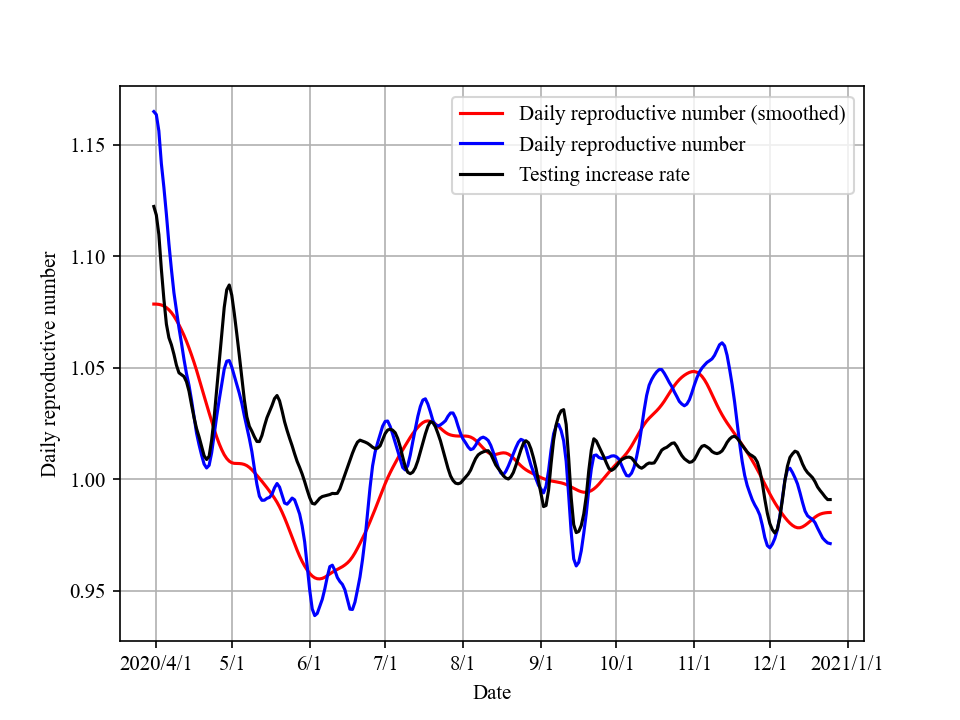 Daily reproductive number (smoothed)
Daily reproductive number
Testing increase rate
Daily reproductive number
1.15
1.10
1.05
1.00
0.95
2020/4/1 5/1 6/1 7/1 8/1 9/1 10/1 11/1 12/1 2021/1/1
Date